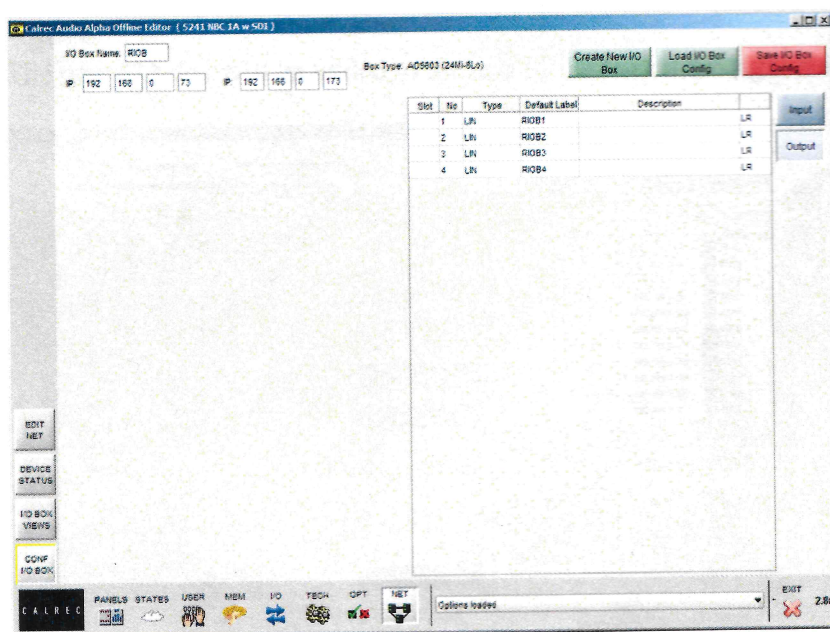 Calrec Audio Alpha Offline Editor ( 5241 NBC 1A w SDI )
I/O Box Name: RIOB
Box Type: AO5603 (24Mi-8Lo)
Create New I/O Box
Load I/O Box Config
Save I/O Box Config
IP 192 168 0 73 IP 192 168 0 173
Slot No Type Default Label Description
1 LIN RIOB1 LR
2 LIN RIOB2 LR
3 LIN RIOB3 LR
4 LIN RIOB4 LR
Input
Output
EDIT NET
DEVICE STATUS
I/O BOX VIEWS
CONF I/O BOX
CALREC
PANELS STATES USER MEM I/O TECH OPT NET
Options loaded
EXIT